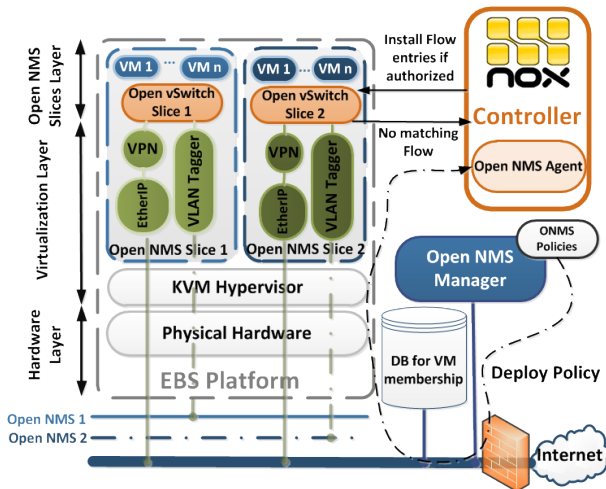 Open NMS
Slices Layer
Virtualization Layer
Hardware
Layer
VM 1 ... VM n
Open vSwitch
Slice 1
VPN
EtherIP
VLAN Tagger
Open NMS Slice 1
VM 1 ... VM n
Open vSwitch
Slice 2
VPN
EtherIP
VLAN Tagger
Open NMS Slice 2
KVM Hypervisor
Physical Hardware
EBS Platform
Install Flow
entries if
authorized
No matching
Flow
nox
Controller
Open NMS Agent
ONMS
Policies
Open NMS
Manager
DB for VM
membership
Deploy Policy
Open NMS 1
Open NMS 2
Internet